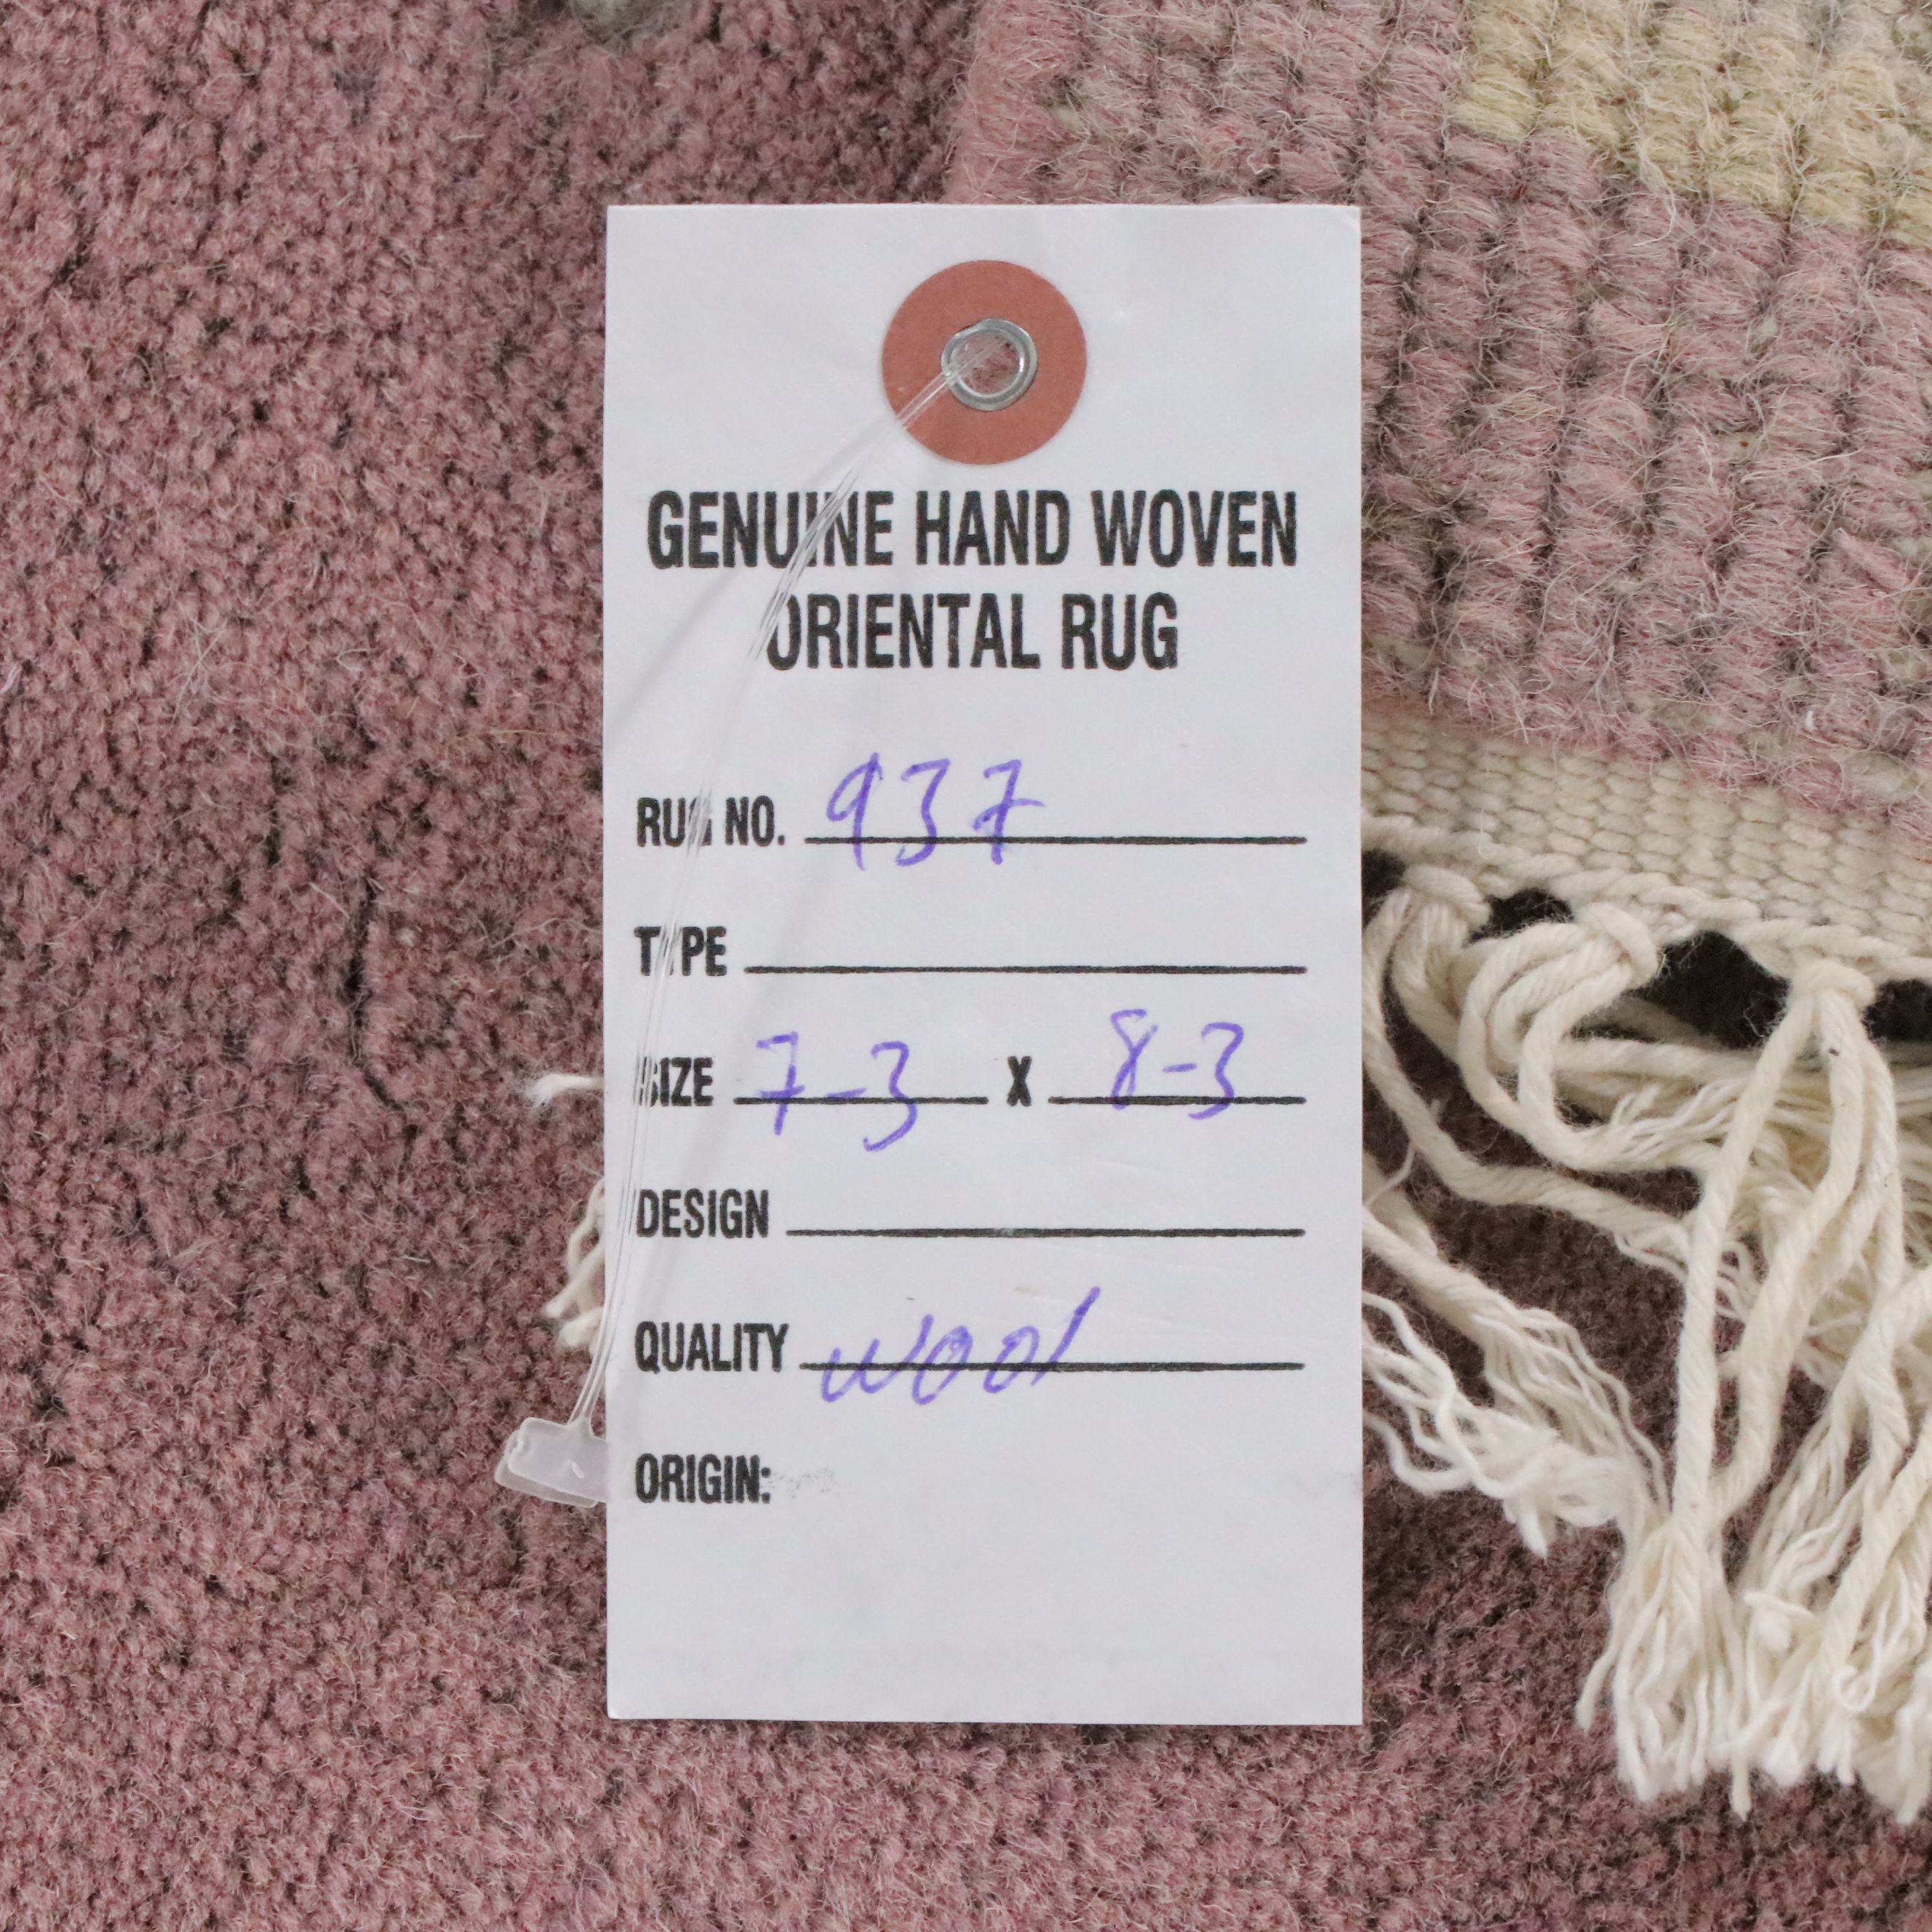 GENUINE HAND WOVEN
ORIENTAL RUG
RUG NO. 937
TYPE
SIZE 7-3 X 8-3
DESIGN
QUALITY wool
ORIGIN: